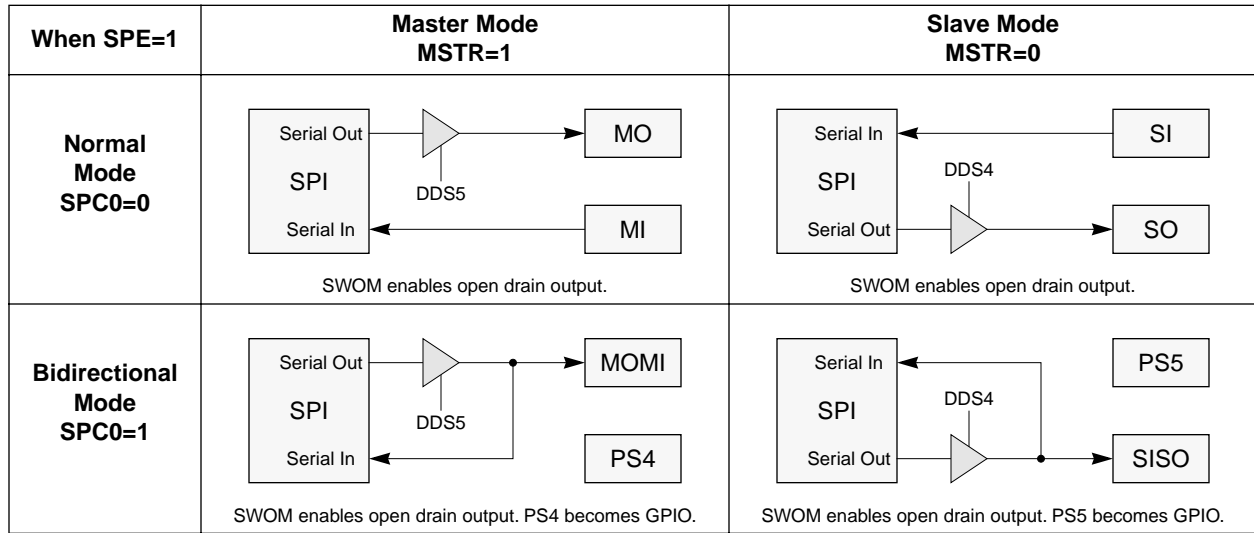 When SPE=1
Master Mode
MSTR=1
Slave Mode
MSTR=0
Normal
Mode
SPC0=0
Serial Out
MO
SPI
DDS5
Serial In
MI
SWOM enables open drain output.
Serial In
SI
SPI
DDS4
Serial Out
SO
SWOM enables open drain output.
Bidirectional
Mode
SPC0=1
Serial Out
MOMI
SPI
DDS5
Serial In
PS4
SWOM enables open drain output. PS4 becomes GPIO.
Serial In
PS5
SPI
DDS4
Serial Out
SISO
SWOM enables open drain output. PS5 becomes GPIO.